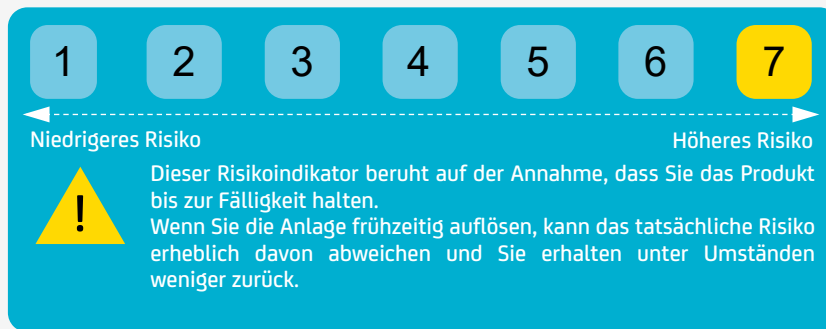 1 2 3 4 5 6 7
Niedrigeres Risiko Höheres Risiko
!
Dieser Risikoindikator beruht auf der Annahme, dass Sie das Produkt
bis zur Fälligkeit halten.
Wenn Sie die Anlage frühzeitig auflösen, kann das tatsächliche Risiko
erheblich davon abweichen und Sie erhalten unter Umständen
weniger zurück.